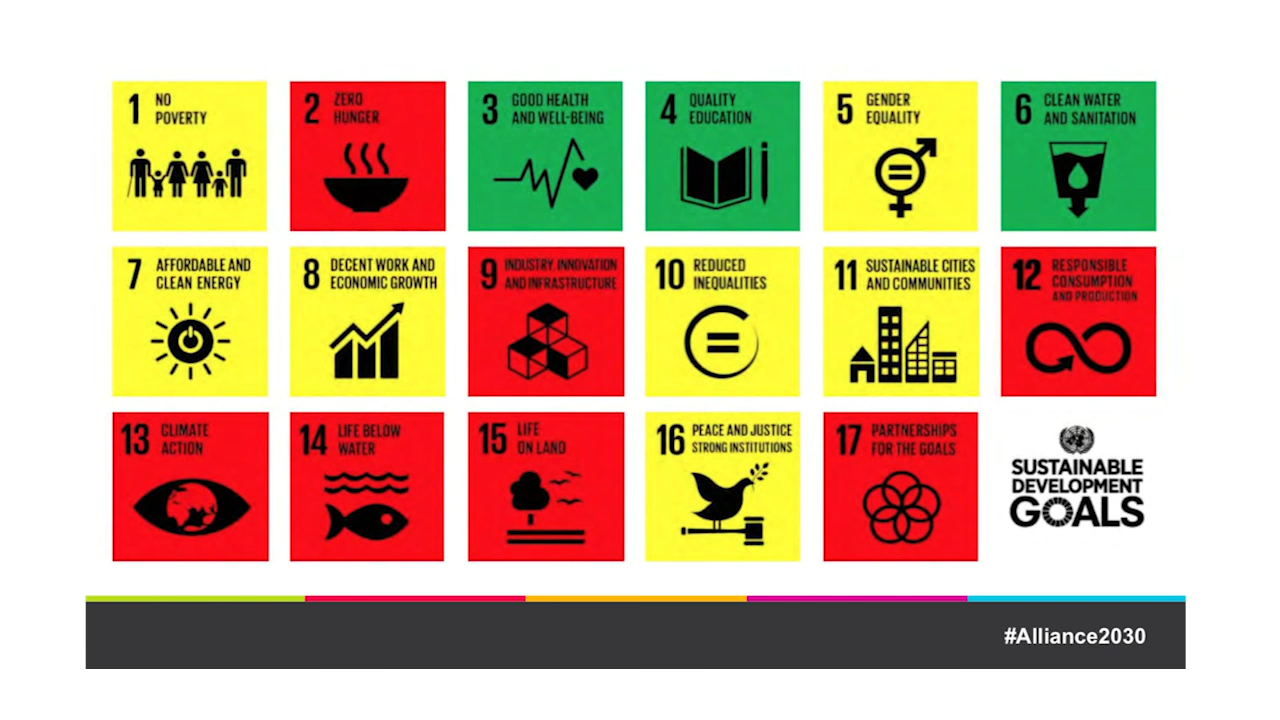 1 NO
POVERTY
2 ZERO
HUNGER
3 GOOD HEALTH
AND WELL-BEING
4 QUALITY
EDUCATION
5 GENDER
EQUALITY
6 CLEAN WATER
AND SANITATION
7 AFFORDABLE AND
CLEAN ENERGY
8 DECENT WORK AND
ECONOMIC GROWTH
9 INDUSTRY, INNOVATION
AND INFRASTRUCTURE
10 REDUCED
INEQUALITIES
11 SUSTAINABLE CITIES
AND COMMUNITIES
12 RESPONSIBLE
CONSUMPTION
AND PRODUCTION
13 CLIMATE
ACTION
14 LIFE BELOW
WATER
15 LIFE
ON LAND
16 PEACE AND JUSTICE
STRONG INSTITUTIONS
17 PARTNERSHIPS
FOR THE GOALS
SUSTAINABLE
DEVELOPMENT
GOALS
#Alliance2030